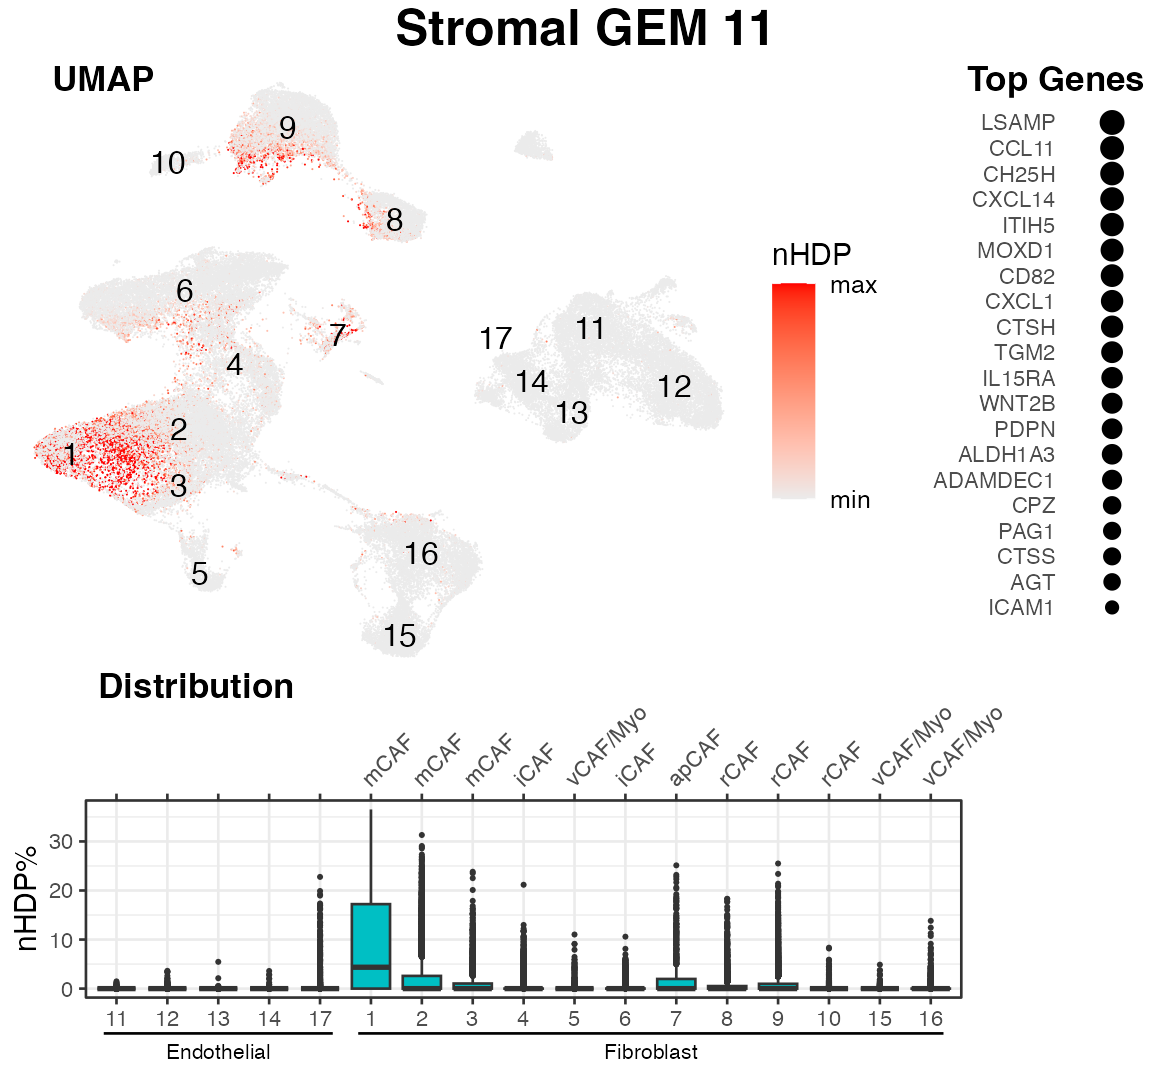 Stromal GEM 11
UMAP
9
10
8
6
7
4
2
1
3
5
16
15
11
17
14
12
13
nHDP
max
min
Top Genes
LSAMP
CCL11
CH25H
CXCL14
ITIH5
MOXD1
CD82
CXCL1
CTSH
TGM2
IL15RA
WNT2B
PDPN
ALDH1A3
ADAMDEC1
CPZ
PAG1
CTSS
AGT
ICAM1
Distribution
mCAF
mCAF
mCAF
iCAF
vCAF/Myo
iCAF
apCAF
rCAF
rCAF
rCAF
vCAF/Myo
vCAF/Myo
nHDP%
30
20
10
0
11 12 13 14 17 1 2 3 4 5 6 7 8 9 10 15 16
Endothelial Fibroblast